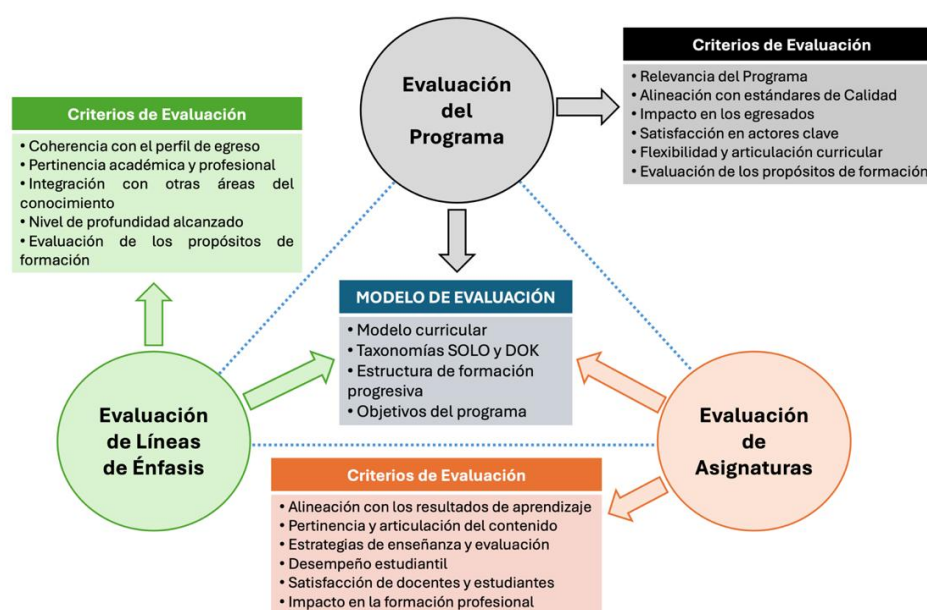 Evaluación
del
Programa
Criterios de Evaluación
• Relevancia del Programa
• Alineación con estándares de Calidad
• Impacto en los egresados
• Satisfacción en actores clave
• Flexibilidad y articulación curricular
• Evaluación de los propósitos de formación
Criterios de Evaluación
• Coherencia con el perfil de egreso
• Pertinencia académica y profesional
• Integración con otras áreas del
conocimiento
• Nivel de profundidad alcanzado
• Evaluación de los propósitos de
formación
MODELO DE EVALUACIÓN
• Modelo curricular
• Taxonomías SOLO y DOK
• Estructura de formación
progresiva
• Objetivos del programa
Evaluación
de Líneas
de Énfasis
Evaluación
de
Asignaturas
Criterios de Evaluación
• Alineación con los resultados de aprendizaje
• Pertinencia y articulación del contenido
• Estrategias de enseñanza y evaluación
• Desempeño estudiantil
• Satisfacción de docentes y estudiantes
• Impacto en la formación profesional